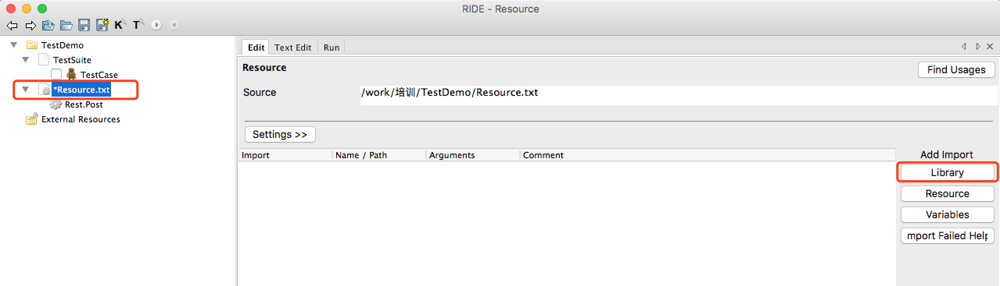 RIDE - Resource
K T
TestDemo
TestSuite
TestCase
*Resource.txt
Rest.Post
External Resources
Edit Text Edit Run
Resource
Find Usages
Source /work/培训/TestDemo/Resource.txt
Settings >>
Import Name / Path Arguments Comment
Add Import
Library
Resource
Variables
mport Failed Help